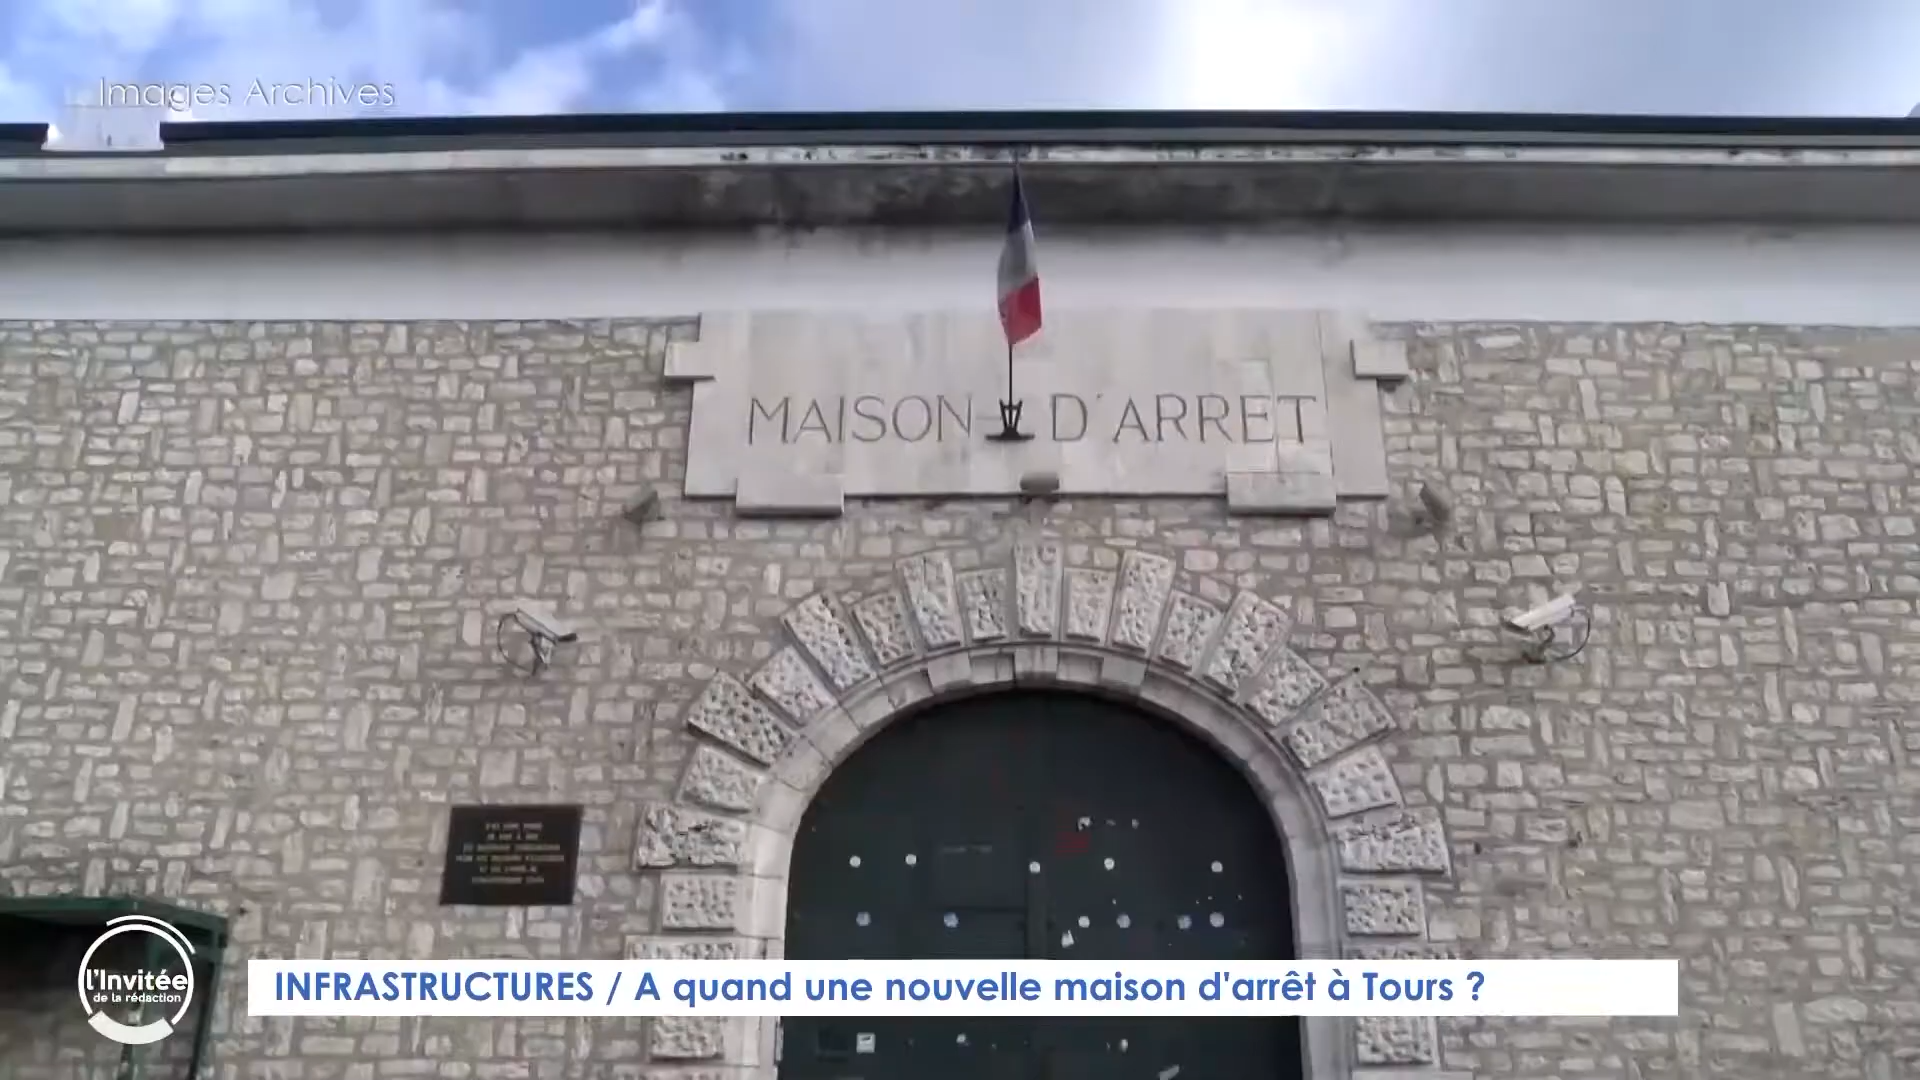 Images Archives
MAISON D'ARRET
l'Invitée
de la rédaction
INFRASTRUCTURES / A quand une nouvelle maison d'arrêt à Tours ?